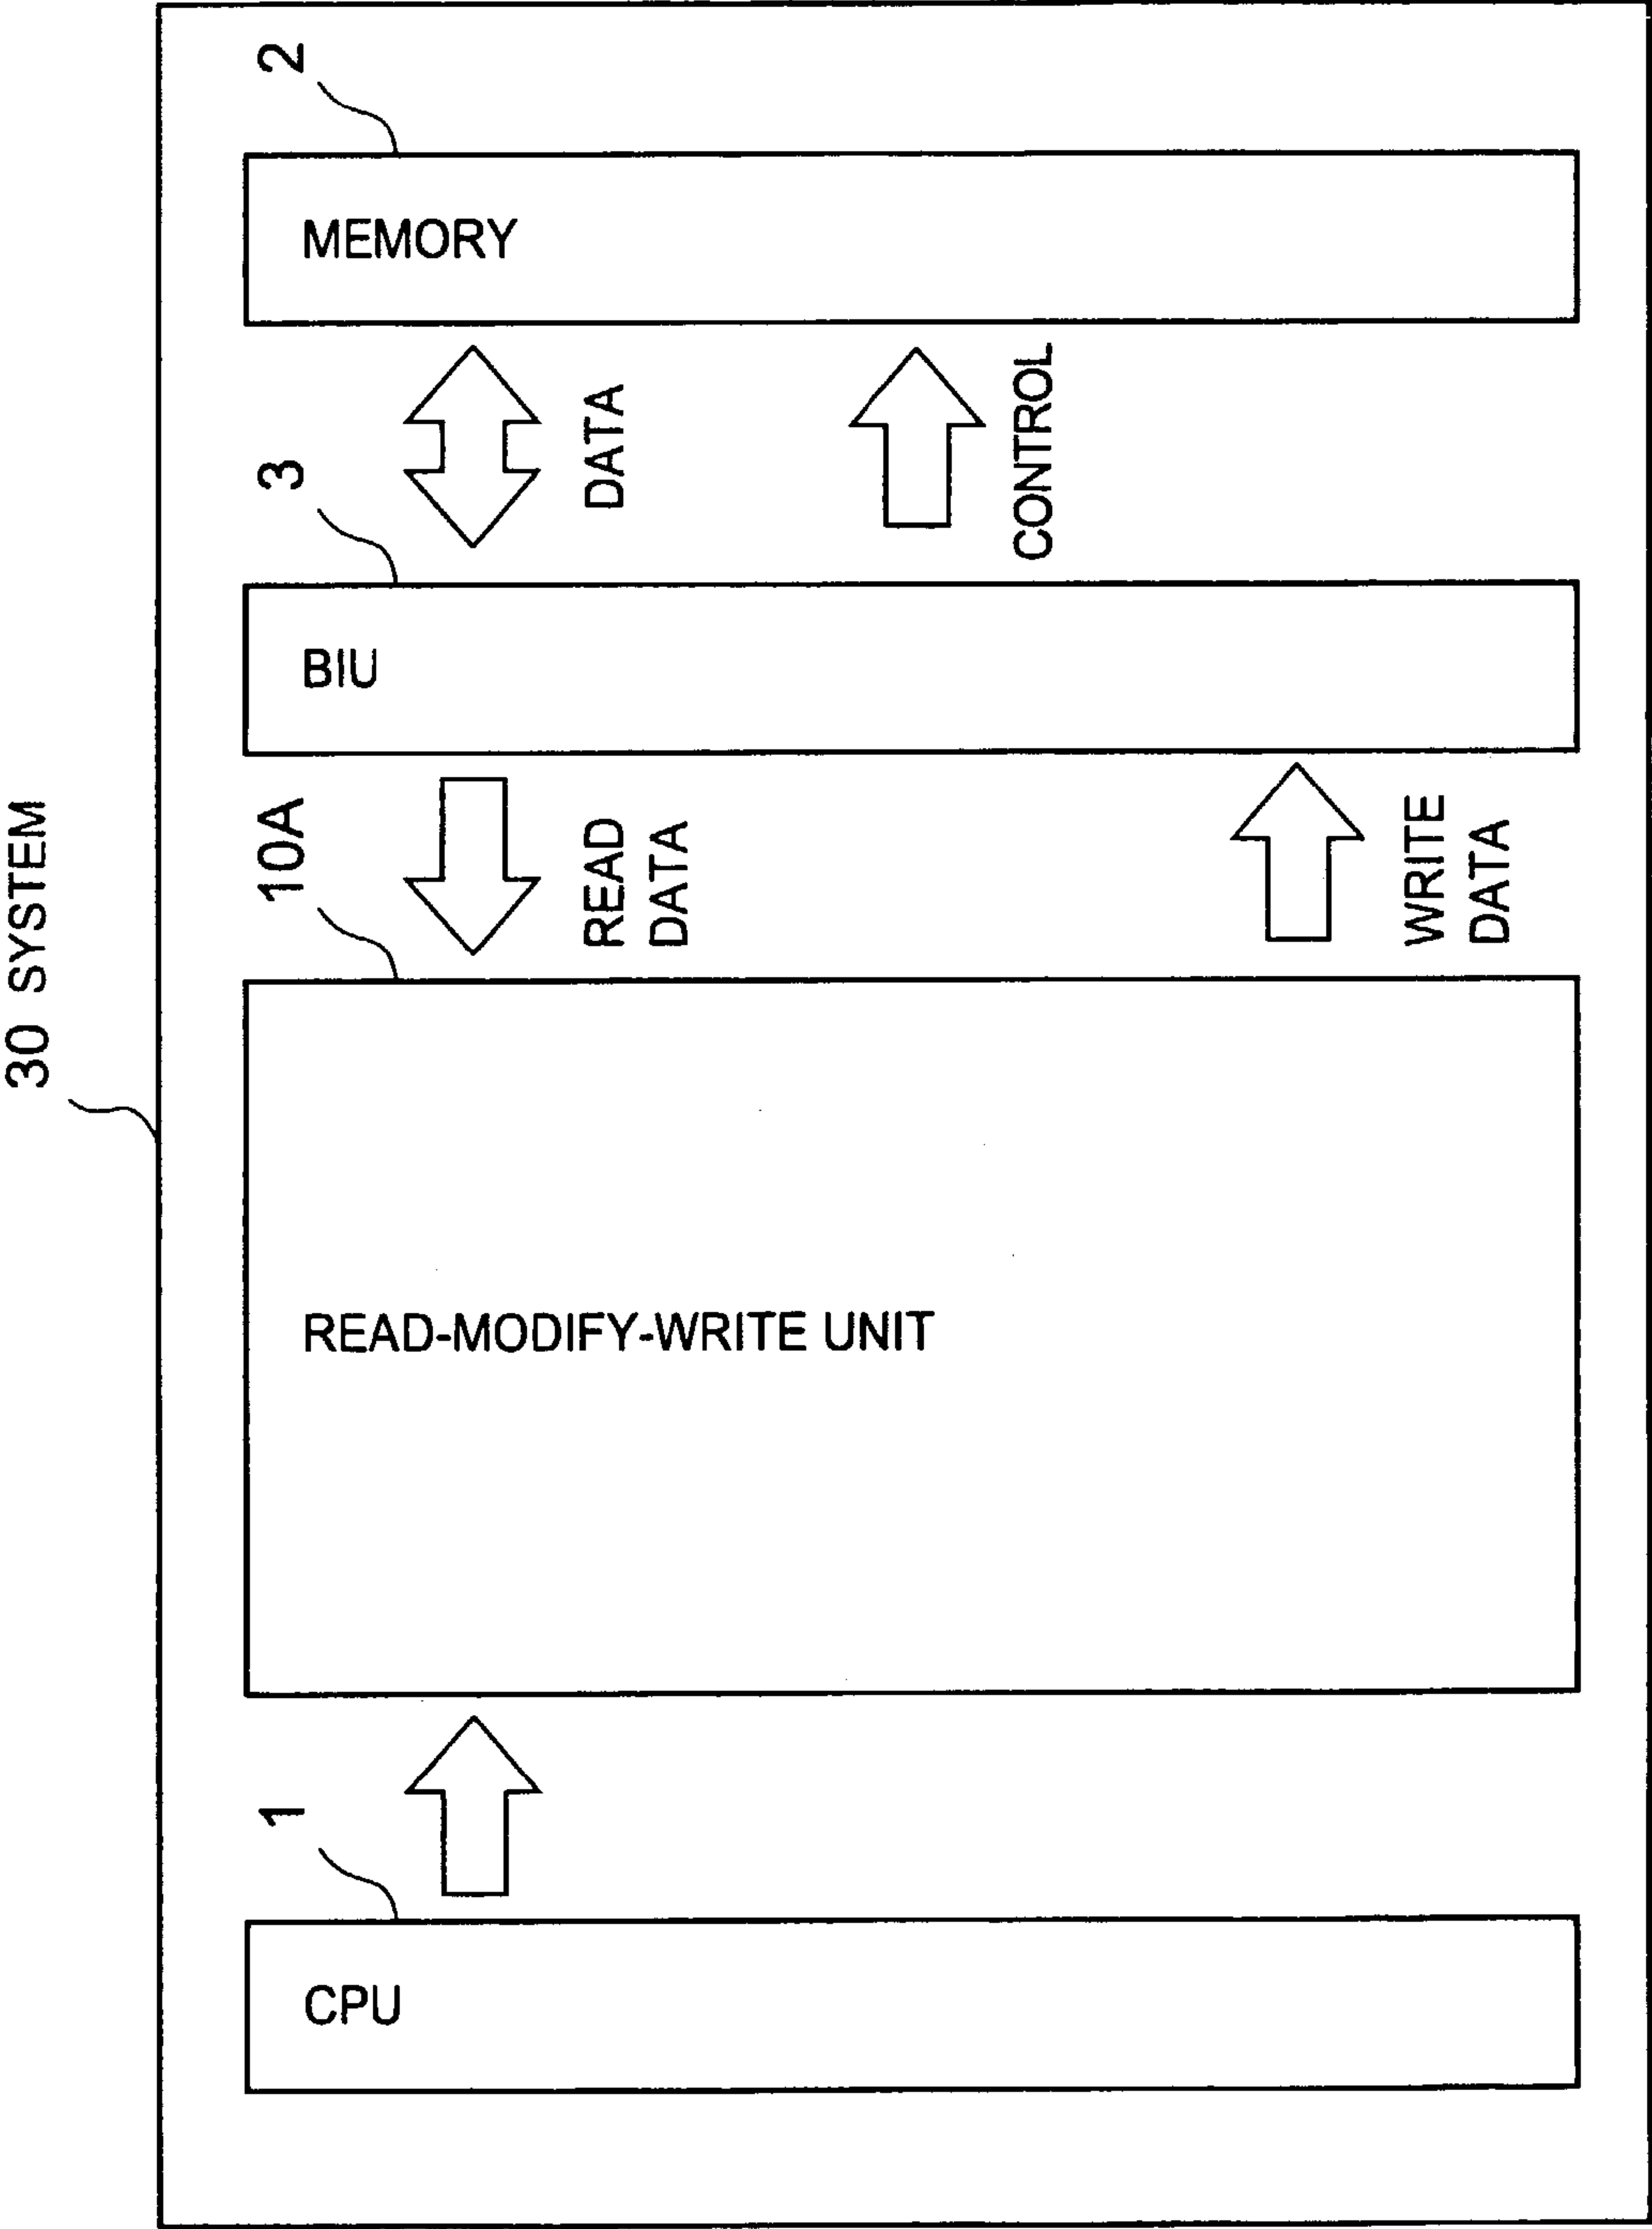 30 SYSTEM
2
MEMORY
DATA
CONTROL
3
BIU
10A
READ
DATA
WRITE
DATA
READ-MODIFY-WRITE UNIT
1
CPU